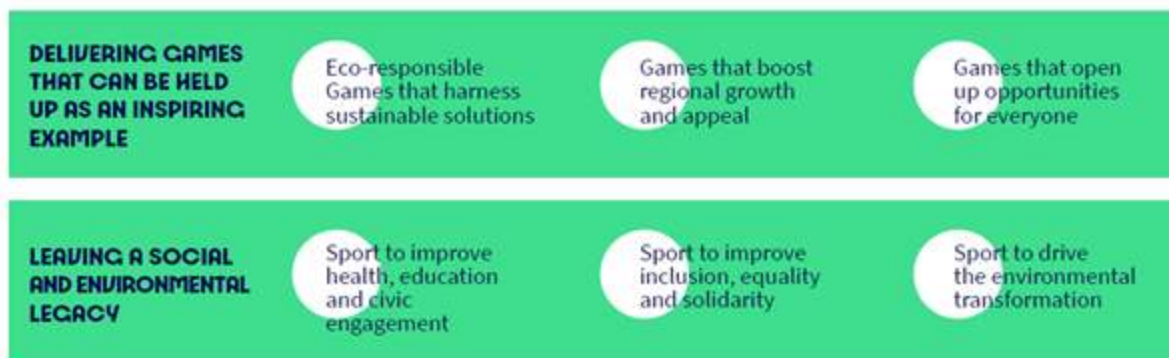 DELIVERING GAMES
THAT CAN BE HELD
UP AS AN INSPIRING
EXAMPLE
Eco-responsible
Games that harness
sustainable solutions
Games that boost
regional growth
and appeal
Games that open
up opportunities
for everyone
LEAVING A SOCIAL
AND ENVIRONMENTAL
LEGACY
Sport to improve
health, education
and civic
engagement
Sport to improve
inclusion, equality
and solidarity
Sport to drive
the environmental
transformation